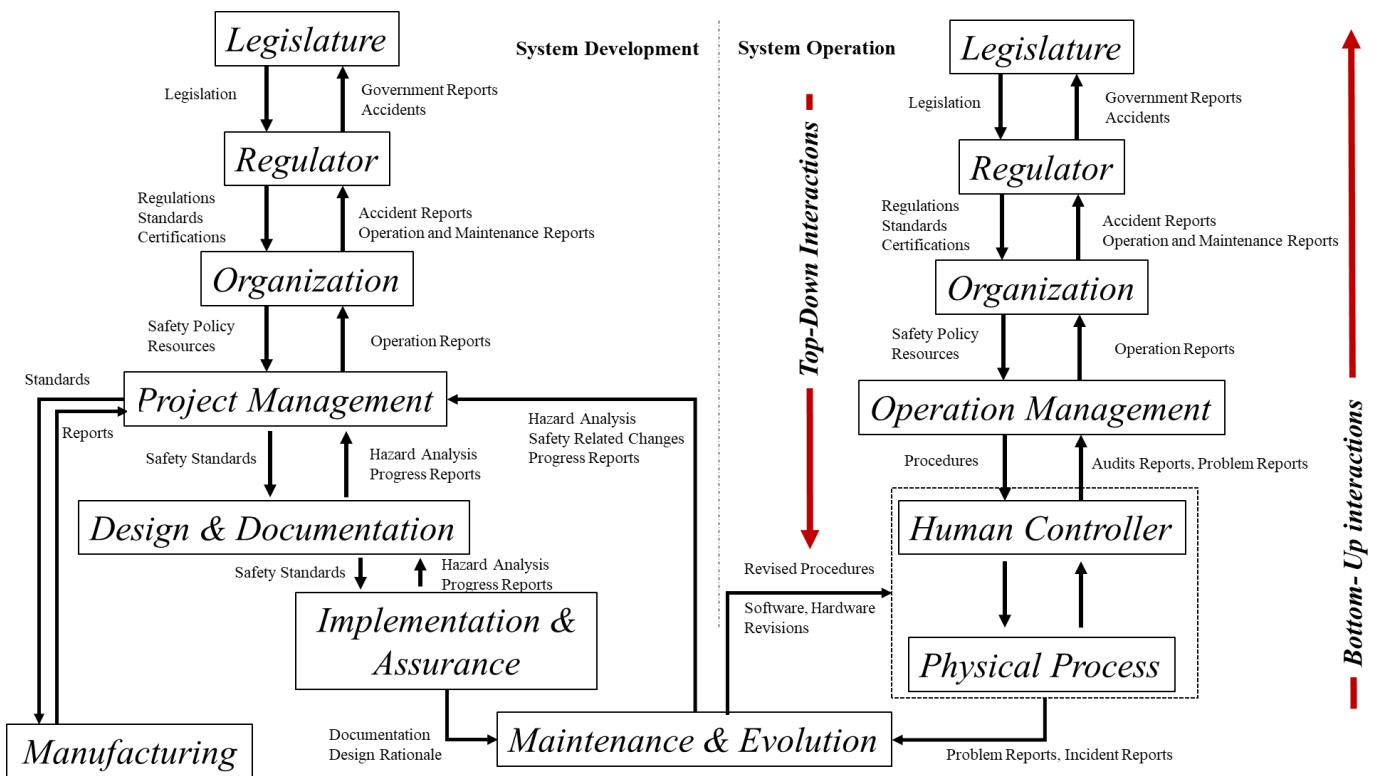 Legislature
System Development
System Operation
Legislature
Legislation
Government Reports
Accidents
Legislation
Government Reports
Accidents
Regulator
Regulator
Regulations
Standards
Certifications
Accident Reports
Operation and Maintenance Reports
Regulations
Standards
Certifications
Accident Reports
Operation and Maintenance Reports
Organization
Organization
Safety Policy
Resources
Operation Reports
Safety Policy
Resources
Operation Reports
Top-Down Interactions
Bottom- Up interactions
Standards
Project Management
Operation Management
Reports
Safety Standards
Hazard Analysis
Progress Reports
Hazard Analysis
Safety Related Changes
Progress Reports
Procedures
Audits Reports, Problem Reports
Design & Documentation
Human Controller
Safety Standards
Hazard Analysis
Progress Reports
Revised Procedures
Software, Hardware
Revisions
Implementation &
Assurance
Physical Process
Manufacturing
Documentation
Design Rationale
Maintenance & Evolution
Problem Reports, Incident Reports